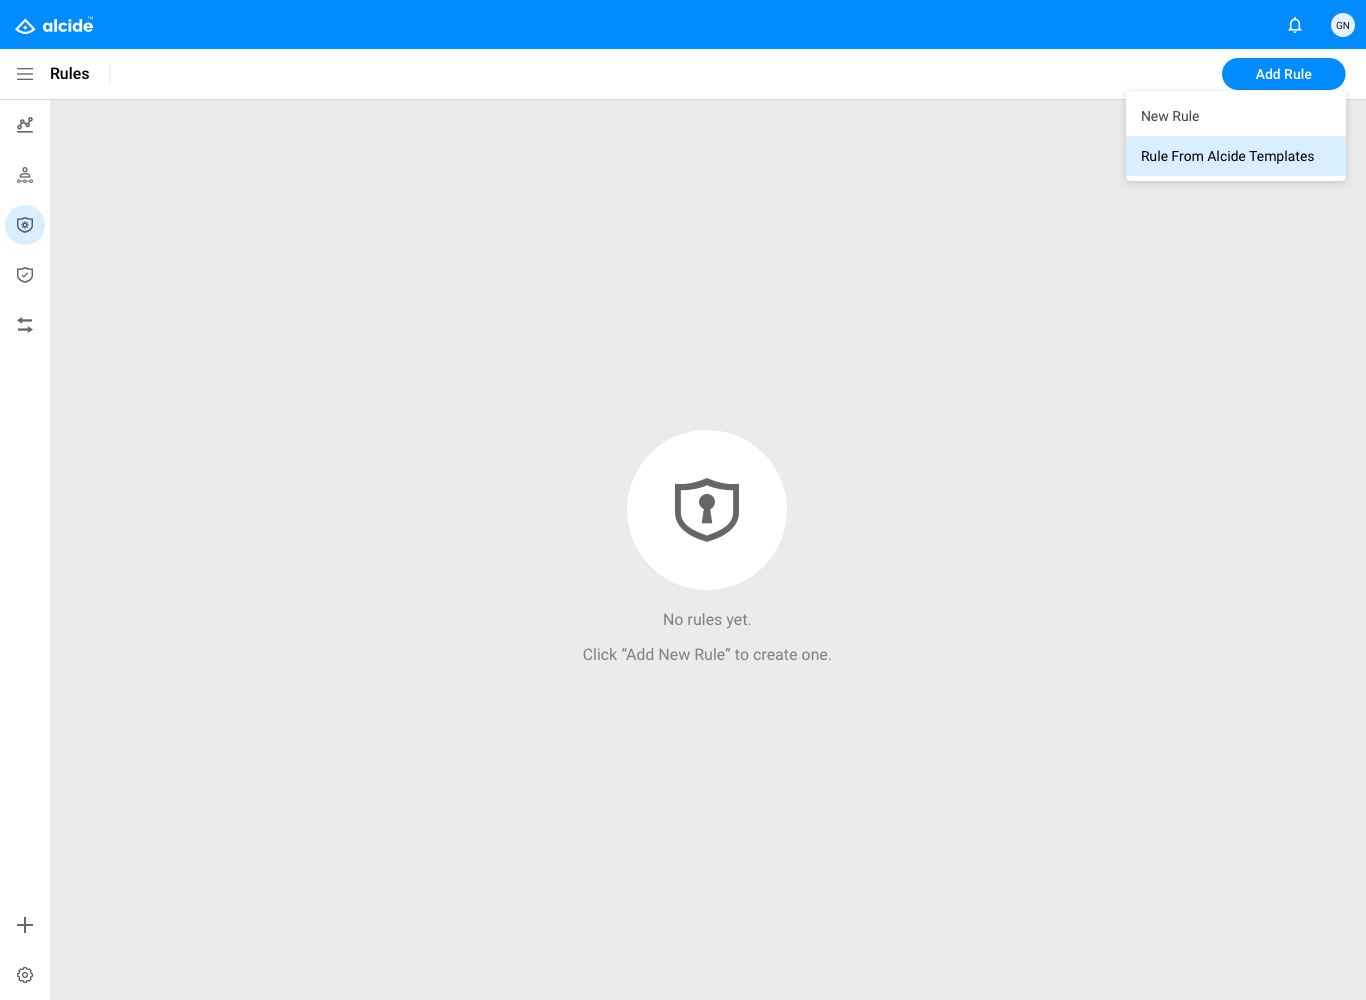 alcide™
GN
Rules
Add Rule
New Rule
Rule From Alcide Templates
No rules yet.
Click “Add New Rule” to create one.